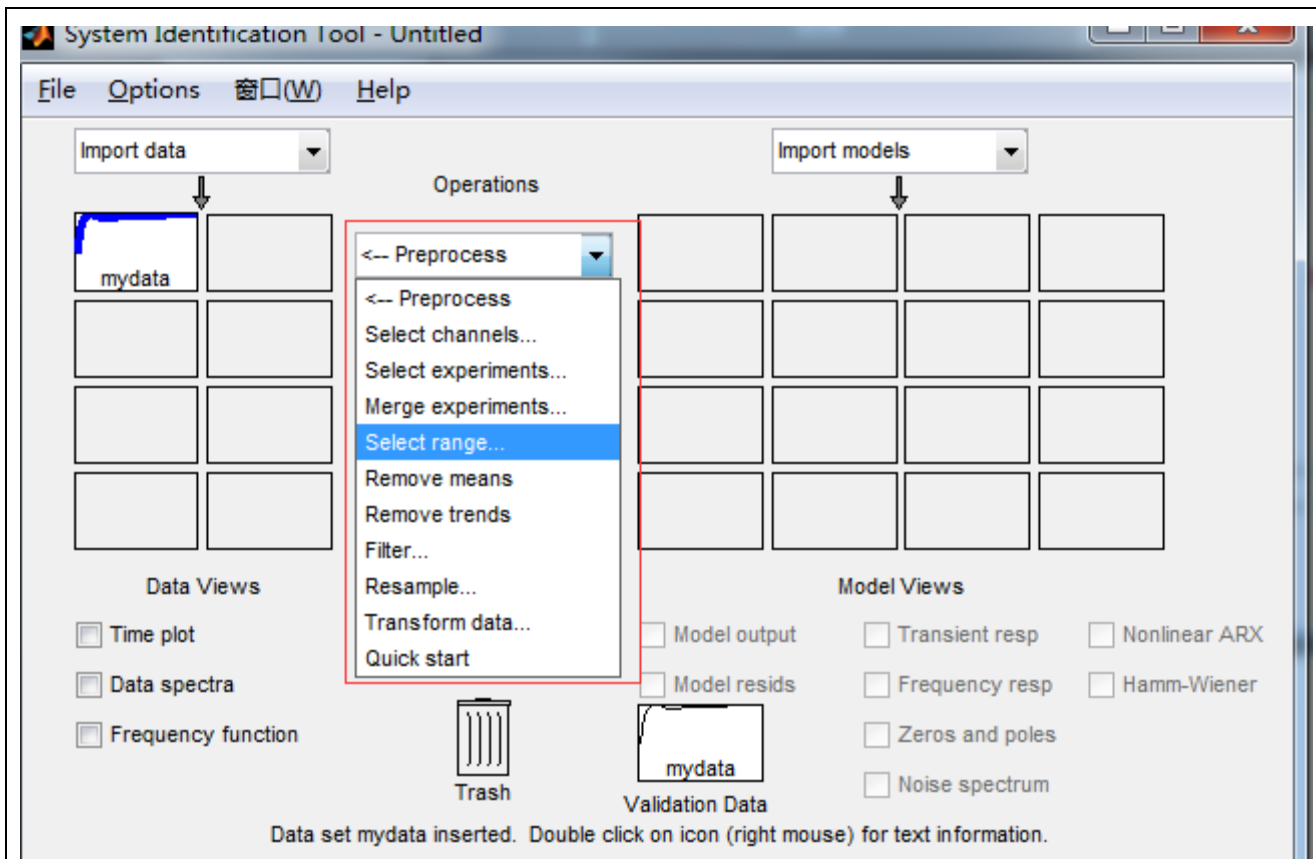 System Identification Tool - Untitled
File Options 窗口(W) Help
Import data
Import models
Operations
<-- Preprocess
mydata
<-- Preprocess
Select channels...
Select experiments...
Merge experiments...
Select range...
Remove means
Remove trends
Filter...
Resample...
Transform data...
Quick start
Data Views
Model Views
Time plot
Model output
Transient resp
Nonlinear ARX
Data spectra
Model resids
Frequency resp
Hamm-Wiener
Frequency function
Zeros and poles
mydata
Trash
Noise spectrum
Validation Data
Data set mydata inserted. Double click on icon (right mouse) for text information.